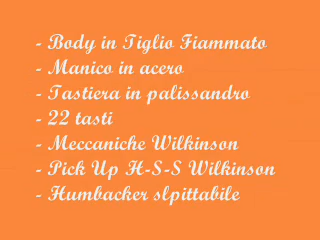 - Body in Tiglio Fiammato
- Manico in acero
- Tastiera in palissandro
- 22 tasti
- Meccaniche Wilkinson
- Pick Up H-S-S Wilkinson
- Humbacker slpittabile